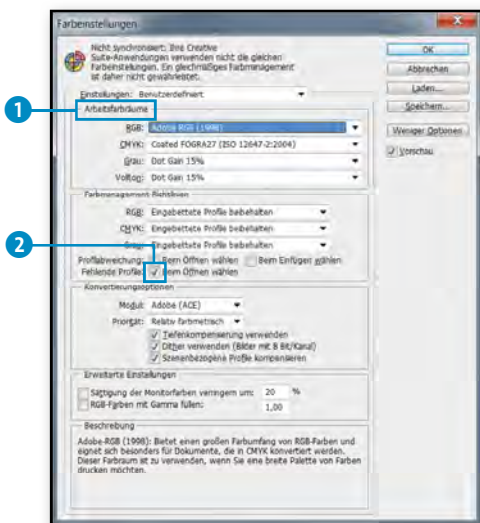 Farbeinstellungen
Nicht synchronisiert: Ihre Creative
Suite-Anwendungen verwenden nicht die gleichen
Farbeinstellungen. Ein gleichmäßiges Farbmanagement
ist daher nicht gewährleistet.
OK
Abbrechen
Laden...
Speichern...
Weniger Optionen
Vorschau
Einstellungen: Benutzerdefiniert
1
Arbeitsfarbräume
RGB: Adobe RGB (1998)
CMYK: Coated FOGRA27 (ISO 12647-2:2004)
Grau: Dot Gain 15%
Vollton: Dot Gain 15%
Farbmanagement-Richtlinien
RGB: Eingebettete Profile beibehalten
CMYK: Eingebettete Profile beibehalten
2
Eingebettete Profile beibehalten
Profilabweichung: Beim Öffnen wählen Beim Einfügen wählen
Fehlende Profile: Beim Öffnen wählen
Konvertierungsoptionen
Modul: Adobe (ACE)
Priorität: Relativ farbmetrisch
Tiefenkompensierung verwenden
Dither verwenden (Bilder mit 8 Bit/Kanal)
Szenenbezogene Profile kompensieren
Erweiterte Einstellungen
Sättigung der Monitorfarben verringern um: 20 %
RGB-Farben mit Gamma füllen: 1,00
Beschreibung
Adobe-RGB (1998): Bietet einen großen Farbumfang von RGB-Farben und
eignet sich besonders für Dokumente, die in CMYK konvertiert werden.
Dieser Farbraum ist zu verwenden, wenn Sie eine breite Palette von Farben
drucken möchten.